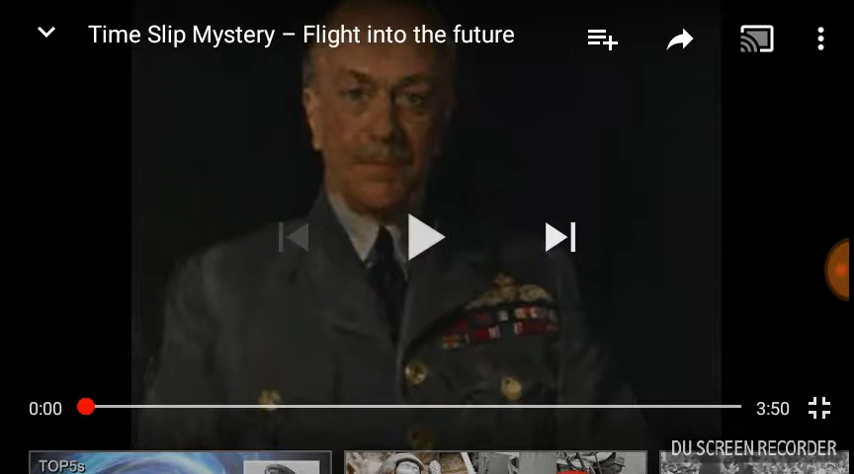 Time Slip Mystery – Flight into the future
0:00
3:50
DU SCREEN RECORDER
TOP5s